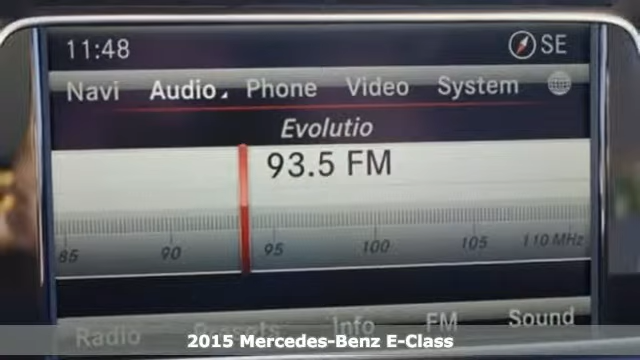 11:48 SE
Navi Audio Phone Video System
Evolutio
93.5 FM
85 90 95 100 105 110 MHz
Radio Presets Info FM Sound
2015 Mercedes-Benz E-Class